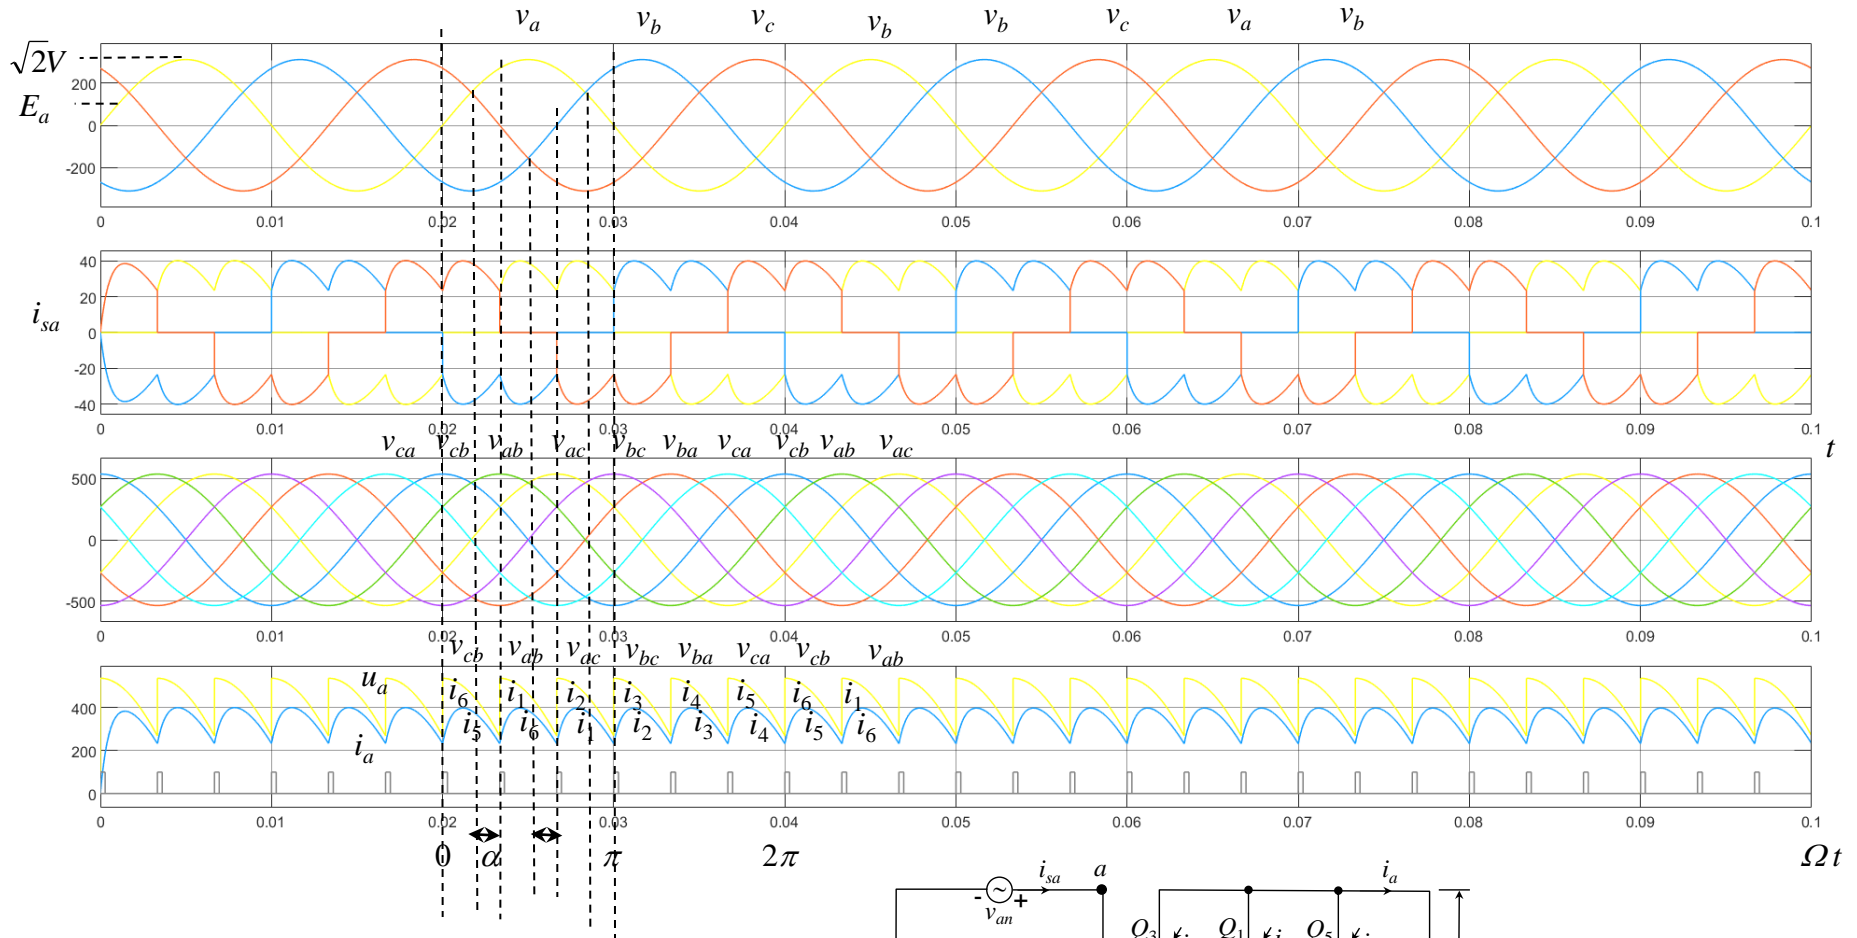 v_a v_b v_c v_b v_b v_c v_a v_b
√2V
200
E_a
0
-200
0 0.01 0.02 0.03 0.04 0.05 0.06 0.07 0.08 0.09 0.1
40
20
i_sa
0
-20
-40
0 0.01 0.02 0.03 0.04 0.05 0.06 0.07 0.08 0.09 0.1
v_ca v_cb v_ab v_ac v_bc v_ba v_ca v_cb v_ab v_ac t
500
0
-500
0 0.01 0.02 0.03 0.04 0.05 0.06 0.07 0.08 0.09 0.1
v_cb v_ab v_ac v_bc v_ba v_ca v_cb v_ab
u_a i_6 i_1 i_2 i_3 i_4 i_5 i_6 i_1
400
i_5 i_6 i_1 i_2 i_3 i_4 i_5 i_6
i_a
200
0
0 0.01 0.02 0.03 0.04 0.05 0.06 0.07 0.08 0.09 0.1
0 α π 2π Ωt
i_sa a i_a
- ~ +
v_an
Q_3 Q_1 Q_5